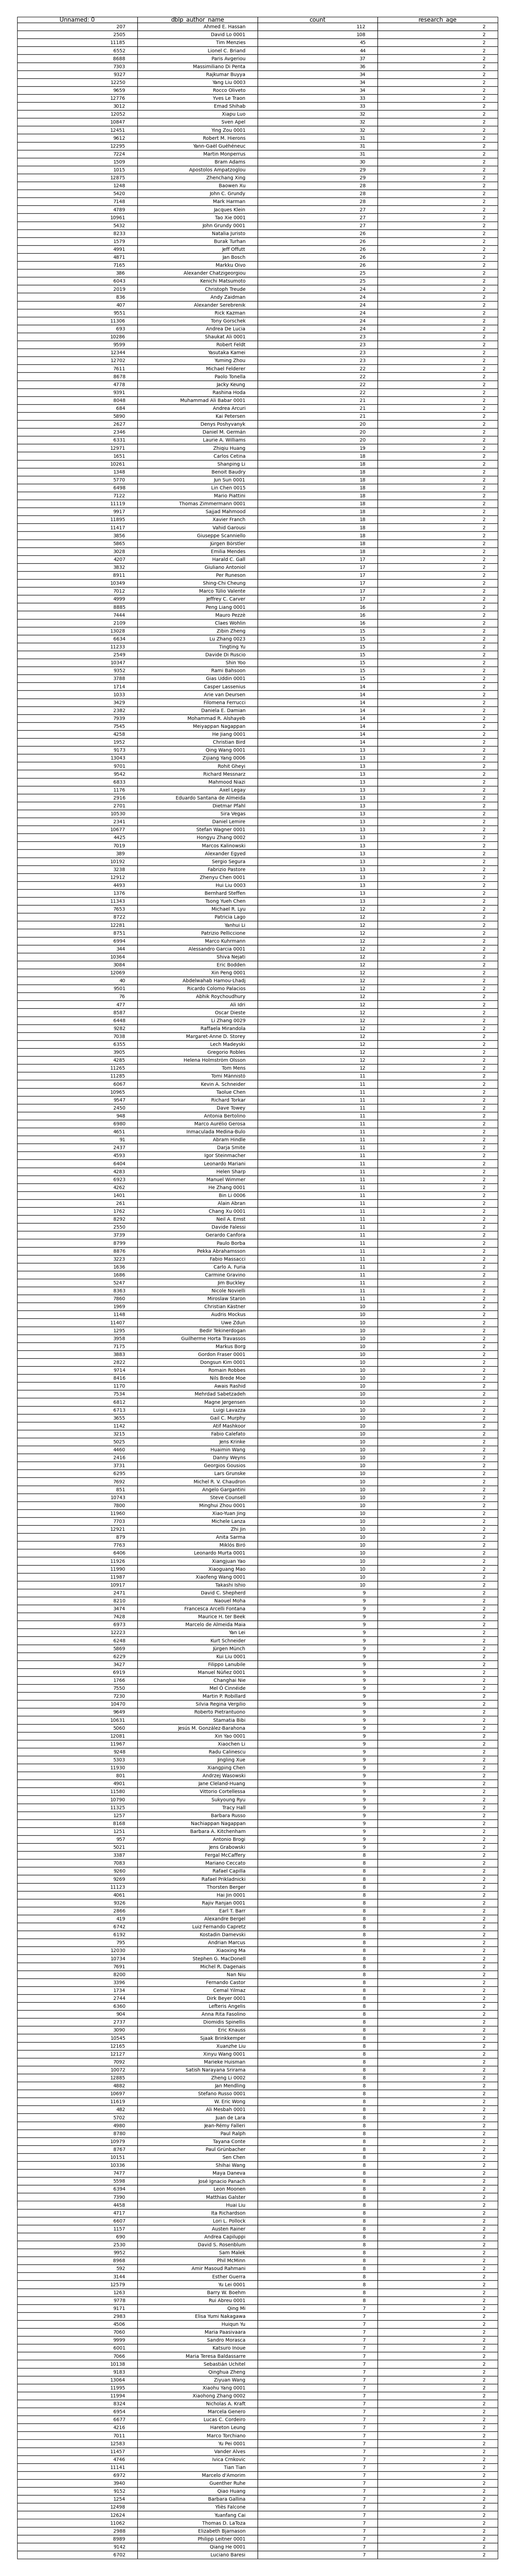 Unnamed: 0 dblp_author_name count research_age
207 Ahmed E. Hassan 112 2
2505 David Lo 0001 108 2
11185 Tim Menzies 45 2
6552 Lionel C. Briand 44 2
8688 Paris Avgeriou 37 2
7303 Massimiliano Di Penta 36 2
9327 Rajkumar Buyya 34 2
12250 Yang Liu 0003 34 2
9659 Rocco Oliveto 34 2
12776 Yves Le Traon 33 2
3012 Emad Shihab 33 2
12052 Xiapu Luo 32 2
10847 Sven Apel 32 2
12451 Ying Zou 0001 32 2
9612 Robert M. Hierons 31 2
12295 Yann-Gaël Guéhéneuc 31 2
7224 Martin Monperrus 31 2
1509 Bram Adams 30 2
1015 Apostolos Ampatzoglou 29 2
12875 Zhenchang Xing 29 2
1248 Baowen Xu 28 2
5420 John C. Grundy 28 2
7148 Mark Harman 28 2
4789 Jacques Klein 27 2
10961 Tao Xie 0001 27 2
5432 John Grundy 0001 27 2
8233 Natalia Juristo 26 2
1579 Burak Turhan 26 2
4991 Jeff Offutt 26 2
4871 Jan Bosch 26 2
7165 Markku Oivo 26 2
386 Alexander Chatzigeorgiou 25 2
6043 Kenichi Matsumoto 25 2
2019 Christoph Treude 24 2
836 Andy Zaidman 24 2
407 Alexander Serebrenik 24 2
9551 Rick Kazman 24 2
11306 Tony Gorschek 24 2
693 Andrea De Lucia 24 2
10286 Shaukat Ali 0001 23 2
9599 Robert Feldt 23 2
12344 Yasutaka Kamei 23 2
12702 Yuming Zhou 23 2
7611 Michael Felderer 22 2
8678 Paolo Tonella 22 2
4778 Jacky Keung 22 2
9391 Rashina Hoda 22 2
8048 Muhammad Ali Babar 0001 21 2
684 Andrea Arcuri 21 2
5890 Kai Petersen 21 2
2627 Denys Poshyvanyk 20 2
2346 Daniel M. Germán 20 2
6331 Laurie A. Williams 20 2
12971 Zhiqiu Huang 19 2
1651 Carlos Cetina 18 2
10261 Shanping Li 18 2
1348 Benoit Baudry 18 2
5770 Jun Sun 0001 18 2
6498 Lin Chen 0015 18 2
7122 Mario Piattini 18 2
11119 Thomas Zimmermann 0001 18 2
9917 Sajjad Mahmood 18 2
11895 Xavier Franch 18 2
11417 Vahid Garousi 18 2
3856 Giuseppe Scanniello 18 2
5865 Jürgen Börstler 18 2
3028 Emilia Mendes 18 2
4207 Harald C. Gall 17 2
3832 Giuliano Antoniol 17 2
8911 Per Runeson 17 2
10349 Shing-Chi Cheung 17 2
7012 Marco Túlio Valente 17 2
4999 Jeffrey C. Carver 17 2
8885 Peng Liang 0001 16 2
7444 Mauro Pezzè 16 2
2109 Claes Wohlin 16 2
13028 Zibin Zheng 15 2
6634 Lu Zhang 0023 15 2
11233 Tingting Yu 15 2
2549 Davide Di Ruscio 15 2
10347 Shin Yoo 15 2
9352 Rami Bahsoon 15 2
3788 Gias Uddin 0001 15 2
1714 Casper Lassenius 14 2
1033 Arie van Deursen 14 2
3429 Filomena Ferrucci 14 2
2382 Daniela E. Damian 14 2
7939 Mohammad R. Alshayeb 14 2
7545 Meiyappan Nagappan 14 2
4258 He Jiang 0001 14 2
1952 Christian Bird 14 2
9173 Qing Wang 0001 13 2
13043 Zijiang Yang 0006 13 2
9701 Rohit Gheyi 13 2
9542 Richard Messnarz 13 2
6833 Mahmood Niazi 13 2
1176 Axel Legay 13 2
2916 Eduardo Santana de Almeida 13 2
2701 Dietmar Pfahl 13 2
10530 Sira Vegas 13 2
2341 Daniel Lemire 13 2
10677 Stefan Wagner 0001 13 2
4425 Hongyu Zhang 0002 13 2
7019 Marcos Kalinowski 13 2
389 Alexander Egyed 13 2
10192 Sergio Segura 13 2
3238 Fabrizio Pastore 13 2
12912 Zhenyu Chen 0001 13 2
4493 Hui Liu 0003 13 2
1376 Bernhard Steffen 13 2
11343 Tsong Yueh Chen 13 2
7653 Michael R. Lyu 12 2
8722 Patricia Lago 12 2
12281 Yanhui Li 12 2
8751 Patrizio Pelliccione 12 2
6994 Marco Kuhrmann 12 2
344 Alessandro Garcia 0001 12 2
10364 Shiva Nejati 12 2
3084 Eric Bodden 12 2
12069 Xin Peng 0001 12 2
40 Abdelwahab Hamou-Lhadj 12 2
9501 Ricardo Colomo Palacios 12 2
76 Abhik Roychoudhury 12 2
477 Ali Idri 12 2
8587 Oscar Dieste 12 2
6448 Li Zhang 0029 12 2
9282 Raffaela Mirandola 12 2
7038 Margaret-Anne D. Storey 12 2
6355 Lech Madeyski 12 2
3905 Gregorio Robles 12 2
4285 Helena Holmström Olsson 12 2
11265 Tom Mens 12 2
11285 Tomi Männistö 11 2
6067 Kevin A. Schneider 11 2
10965 Taolue Chen 11 2
9547 Richard Torkar 11 2
2450 Dave Towey 11 2
948 Antonia Bertolino 11 2
6980 Marco Aurélio Gerosa 11 2
4651 Inmaculada Medina-Bulo 11 2
91 Abram Hindle 11 2
2437 Darja Smite 11 2
4593 Igor Steinmacher 11 2
6404 Leonardo Mariani 11 2
4283 Helen Sharp 11 2
6923 Manuel Wimmer 11 2
4262 He Zhang 0001 11 2
1401 Bin Li 0006 11 2
261 Alain Abran 11 2
1762 Chang Xu 0001 11 2
8292 Neil A. Ernst 11 2
2550 Davide Falessi 11 2
3739 Gerardo Canfora 11 2
8799 Paulo Borba 11 2
8876 Pekka Abrahamsson 11 2
3223 Fabio Massacci 11 2
1636 Carlo A. Furia 11 2
1686 Carmine Gravino 11 2
5247 Jim Buckley 11 2
8363 Nicole Novielli 11 2
7860 Miroslaw Staron 11 2
1969 Christian Kästner 10 2
1148 Audris Mockus 10 2
11407 Uwe Zdun 10 2
1295 Bedir Tekinerdogan 10 2
3958 Guilherme Horta Travassos 10 2
7175 Markus Borg 10 2
3883 Gordon Fraser 0001 10 2
2822 Dongsun Kim 0001 10 2
9714 Romain Robbes 10 2
8416 Nils Brede Moe 10 2
1170 Awais Rashid 10 2
7534 Mehrdad Sabetzadeh 10 2
6812 Magne Jørgensen 10 2
6713 Luigi Lavazza 10 2
3655 Gail C. Murphy 10 2
1142 Atif Mashkoor 10 2
3215 Fabio Calefato 10 2
5025 Jens Krinke 10 2
4460 Huaimin Wang 10 2
2416 Danny Weyns 10 2
3731 Georgios Gousios 10 2
6295 Lars Grunske 10 2
7692 Michel R. V. Chaudron 10 2
851 Angelo Gargantini 10 2
10743 Steve Counsell 10 2
7800 Minghui Zhou 0001 10 2
11960 Xiao-Yuan Jing 10 2
7703 Michele Lanza 10 2
12921 Zhi Jin 10 2
879 Anita Sarma 10 2
7763 Miklós Biró 10 2
6406 Leonardo Murta 0001 10 2
11926 Xiangjuan Yao 10 2
11990 Xiaoguang Mao 10 2
11987 Xiaofeng Wang 0001 10 2
10917 Takashi Ishio 10 2
2471 David C. Shepherd 9 2
8210 Naouel Moha 9 2
3474 Francesca Arcelli Fontana 9 2
7428 Maurice H. ter Beek 9 2
6973 Marcelo de Almeida Maia 9 2
12223 Yan Lei 9 2
6248 Kurt Schneider 9 2
5869 Jürgen Münch 9 2
6229 Kui Liu 0001 9 2
3427 Filippo Lanubile 9 2
6919 Manuel Núñez 0001 9 2
1766 Changhai Nie 9 2
7550 Mel Ó Cinnéide 9 2
7230 Martin P. Robillard 9 2
10470 Silvia Regina Vergilio 9 2
9649 Roberto Pietrantuono 9 2
10631 Stamatia Bibi 9 2
5060 Jesús M. González-Barahona 9 2
12081 Xin Yao 0001 9 2
11967 Xiaochen Li 9 2
9248 Radu Calinescu 9 2
5303 Jingling Xue 9 2
11930 Xiangping Chen 9 2
801 Andrzej Wasowski 9 2
4901 Jane Cleland-Huang 9 2
11580 Vittorio Cortellessa 9 2
10790 Sukyoung Ryu 9 2
11325 Tracy Hall 9 2
1257 Barbara Russo 9 2
8168 Nachiappan Nagappan 9 2
1251 Barbara A. Kitchenham 9 2
957 Antonio Brogi 9 2
5021 Jens Grabowski 9 2
3387 Fergal McCaffery 8 2
7083 Mariano Ceccato 8 2
9260 Rafael Capilla 8 2
9269 Rafael Prikladnicki 8 2
11123 Thorsten Berger 8 2
4061 Hai Jin 0001 8 2
9326 Rajiv Ranjan 0001 8 2
2866 Earl T. Barr 8 2
419 Alexandre Bergel 8 2
6742 Luiz Fernando Capretz 8 2
6192 Kostadin Damevski 8 2
795 Andrian Marcus 8 2
12030 Xiaoxing Ma 8 2
10734 Stephen G. MacDonell 8 2
7691 Michel R. Dagenais 8 2
8200 Nan Niu 8 2
3396 Fernando Castor 8 2
1734 Cemal Yilmaz 8 2
2744 Dirk Beyer 0001 8 2
6360 Lefteris Angelis 8 2
904 Anna Rita Fasolino 8 2
2737 Diomidis Spinellis 8 2
3090 Eric Knauss 8 2
10545 Sjaak Brinkkemper 8 2
12165 Xuanzhe Liu 8 2
12127 Xinyu Wang 0001 8 2
7092 Marieke Huisman 8 2
10072 Satish Narayana Srirama 8 2
12885 Zheng Li 0002 8 2
4882 Jan Mendling 8 2
10697 Stefano Russo 0001 8 2
11619 W. Eric Wong 8 2
482 Ali Mesbah 0001 8 2
5702 Juan de Lara 8 2
4980 Jean-Rémy Falleri 8 2
8780 Paul Ralph 8 2
10979 Tayana Conte 8 2
8767 Paul Grünbacher 8 2
10151 Sen Chen 8 2
10336 Shihai Wang 8 2
7477 Maya Daneva 8 2
5598 José Ignacio Panach 8 2
6394 Leon Moonen 8 2
7390 Matthias Galster 8 2
4458 Huai Liu 8 2
4717 Ita Richardson 8 2
6607 Lori L. Pollock 8 2
1157 Austen Rainer 8 2
690 Andrea Capiluppi 8 2
2530 David S. Rosenblum 8 2
9952 Sam Malek 8 2
8968 Phil McMinn 8 2
592 Amir Masoud Rahmani 8 2
3144 Esther Guerra 8 2
12579 Yu Lei 0001 8 2
1263 Barry W. Boehm 8 2
9778 Rui Abreu 0001 8 2
9171 Qing Mi 7 2
2983 Elisa Yumi Nakagawa 7 2
4506 Huiqun Yu 7 2
7060 Maria Paasivaara 7 2
9999 Sandro Morasca 7 2
6001 Katsuro Inoue 7 2
7066 Maria Teresa Baldassarre 7 2
10138 Sebastián Uchitel 7 2
9183 Qinghua Zheng 7 2
13064 Ziyuan Wang 7 2
11995 Xiaohu Yang 0001 7 2
11994 Xiaohong Zhang 0002 7 2
8324 Nicholas A. Kraft 7 2
6954 Marcela Genero 7 2
6677 Lucas C. Cordeiro 7 2
4216 Hareton Leung 7 2
7011 Marco Torchiano 7 2
12583 Yu Pei 0001 7 2
11457 Vander Alves 7 2
4746 Ivica Crnkovic 7 2
11141 Tian Tian 7 2
6972 Marcelo d'Amorim 7 2
3940 Guenther Ruhe 7 2
9152 Qiao Huang 7 2
1254 Barbara Gallina 7 2
12498 Yliès Falcone 7 2
12624 Yuanfang Cai 7 2
11062 Thomas D. LaToza 7 2
2988 Elizabeth Bjarnason 7 2
8989 Philipp Leitner 0001 7 2
9142 Qiang He 0001 7 2
6702 Luciano Baresi 7 2